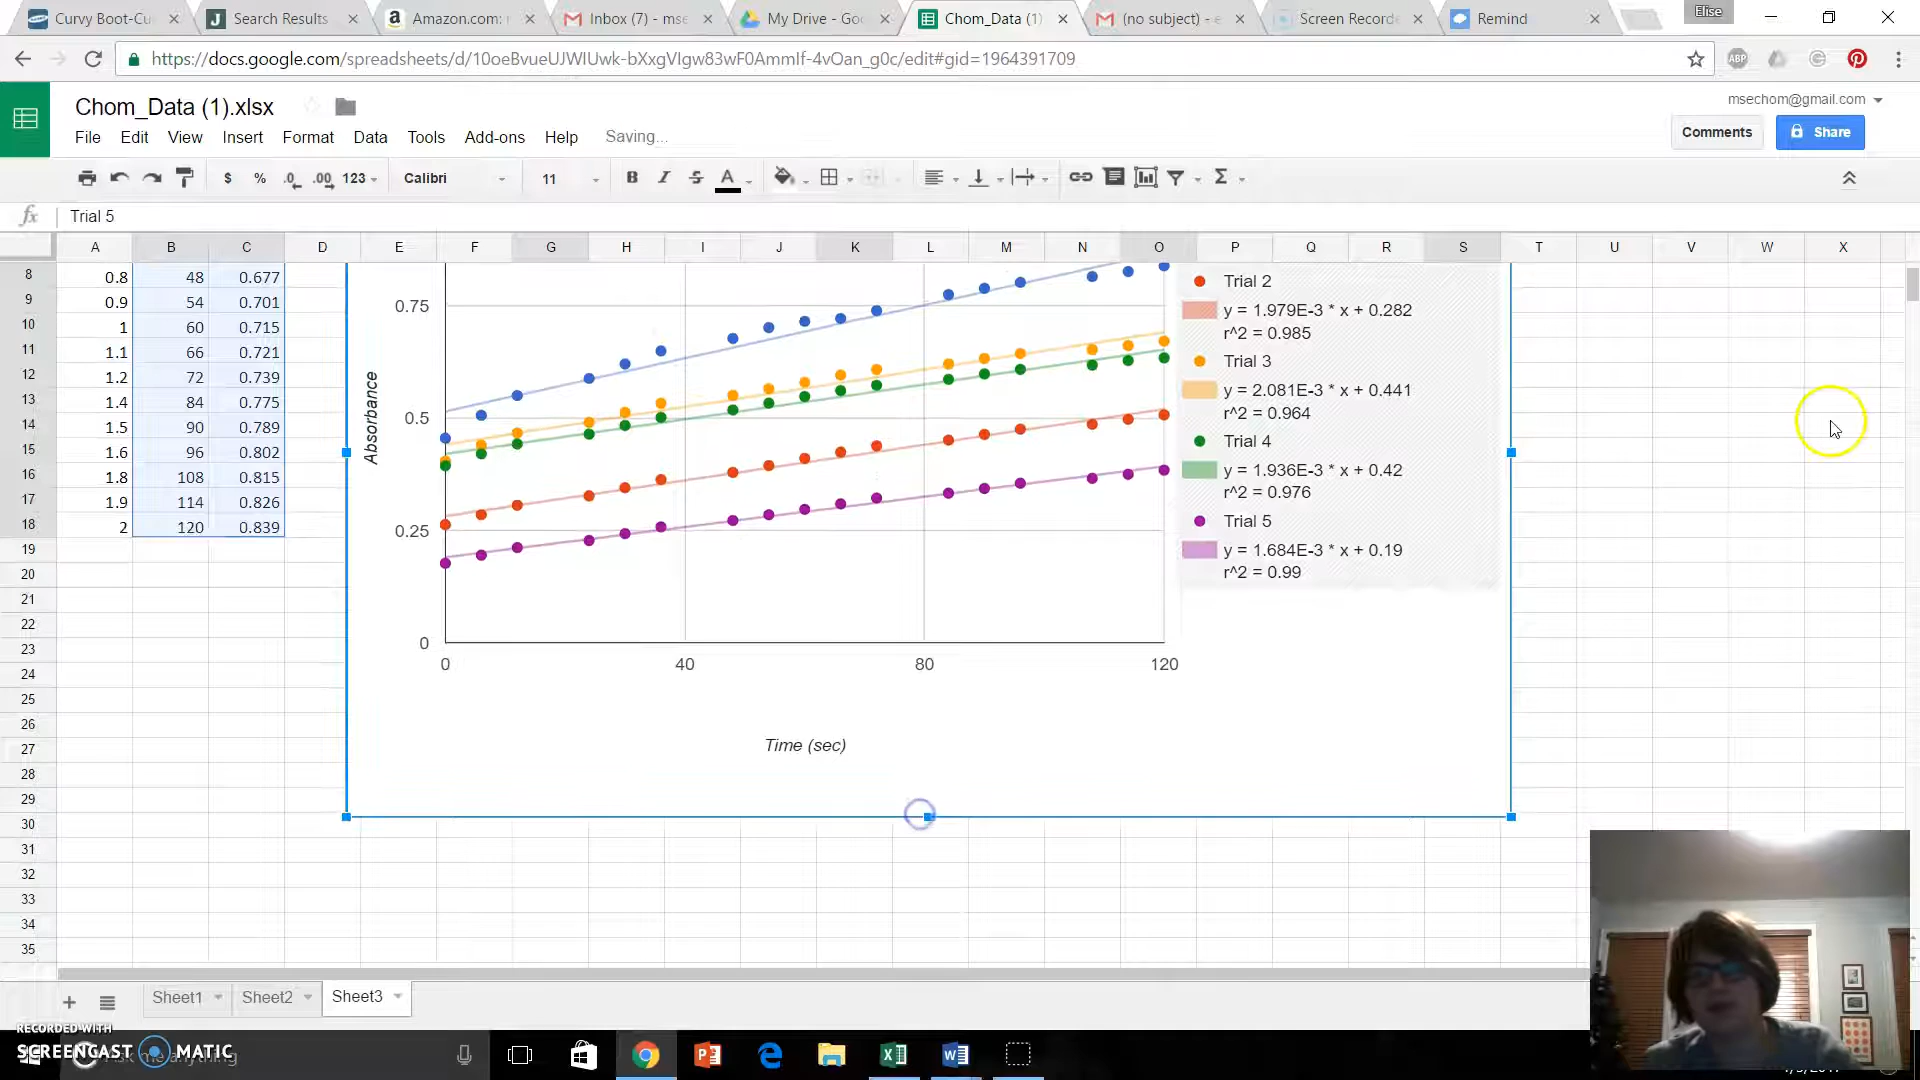 Curvy Boot-Cu
Search Results
Amazon.com:
Inbox (7) - mse
My Drive - Goo
Chom_Data (1)
(no subject) - e
Screen Record
Remind
Elise
https://docs.google.com/spreadsheets/d/10oeBvueUJWIUwk-bXxgVIgw83wF0AmmIf-4vOan_g0c/edit#gid=1964391709
ABP
Chom_Data (1).xlsx
msechom@gmail.com
File Edit View Insert Format Data Tools Add-ons Help Saving...
Comments
Share
$ % .0 .00 123 Calibri 11 B I S A Σ
fx Trial 5
A B C D E F G H I J K L M N O P Q R S T U V W X
8 0.8 48 0.677
9 0.9 54 0.701
10 1 60 0.715
11 1.1 66 0.721
12 1.2 72 0.739
13 1.4 84 0.775
14 1.5 90 0.789
15 1.6 96 0.802
16 1.8 108 0.815
17 1.9 114 0.826
18 2 120 0.839
19
20
21
22
23
24
25
26
27
28
29
30
31
32
33
34
35
0.75
0.5
0.25
0
Absorbance
0 40 80 120
Time (sec)
Trial 2
y = 1.979E-3 * x + 0.282
r^2 = 0.985
Trial 3
y = 2.081E-3 * x + 0.441
r^2 = 0.964
Trial 4
y = 1.936E-3 * x + 0.42
r^2 = 0.976
Trial 5
y = 1.684E-3 * x + 0.19
r^2 = 0.99
Sheet1
Sheet2
Sheet3
RECORDED WITH
SCREENCAST MATIC